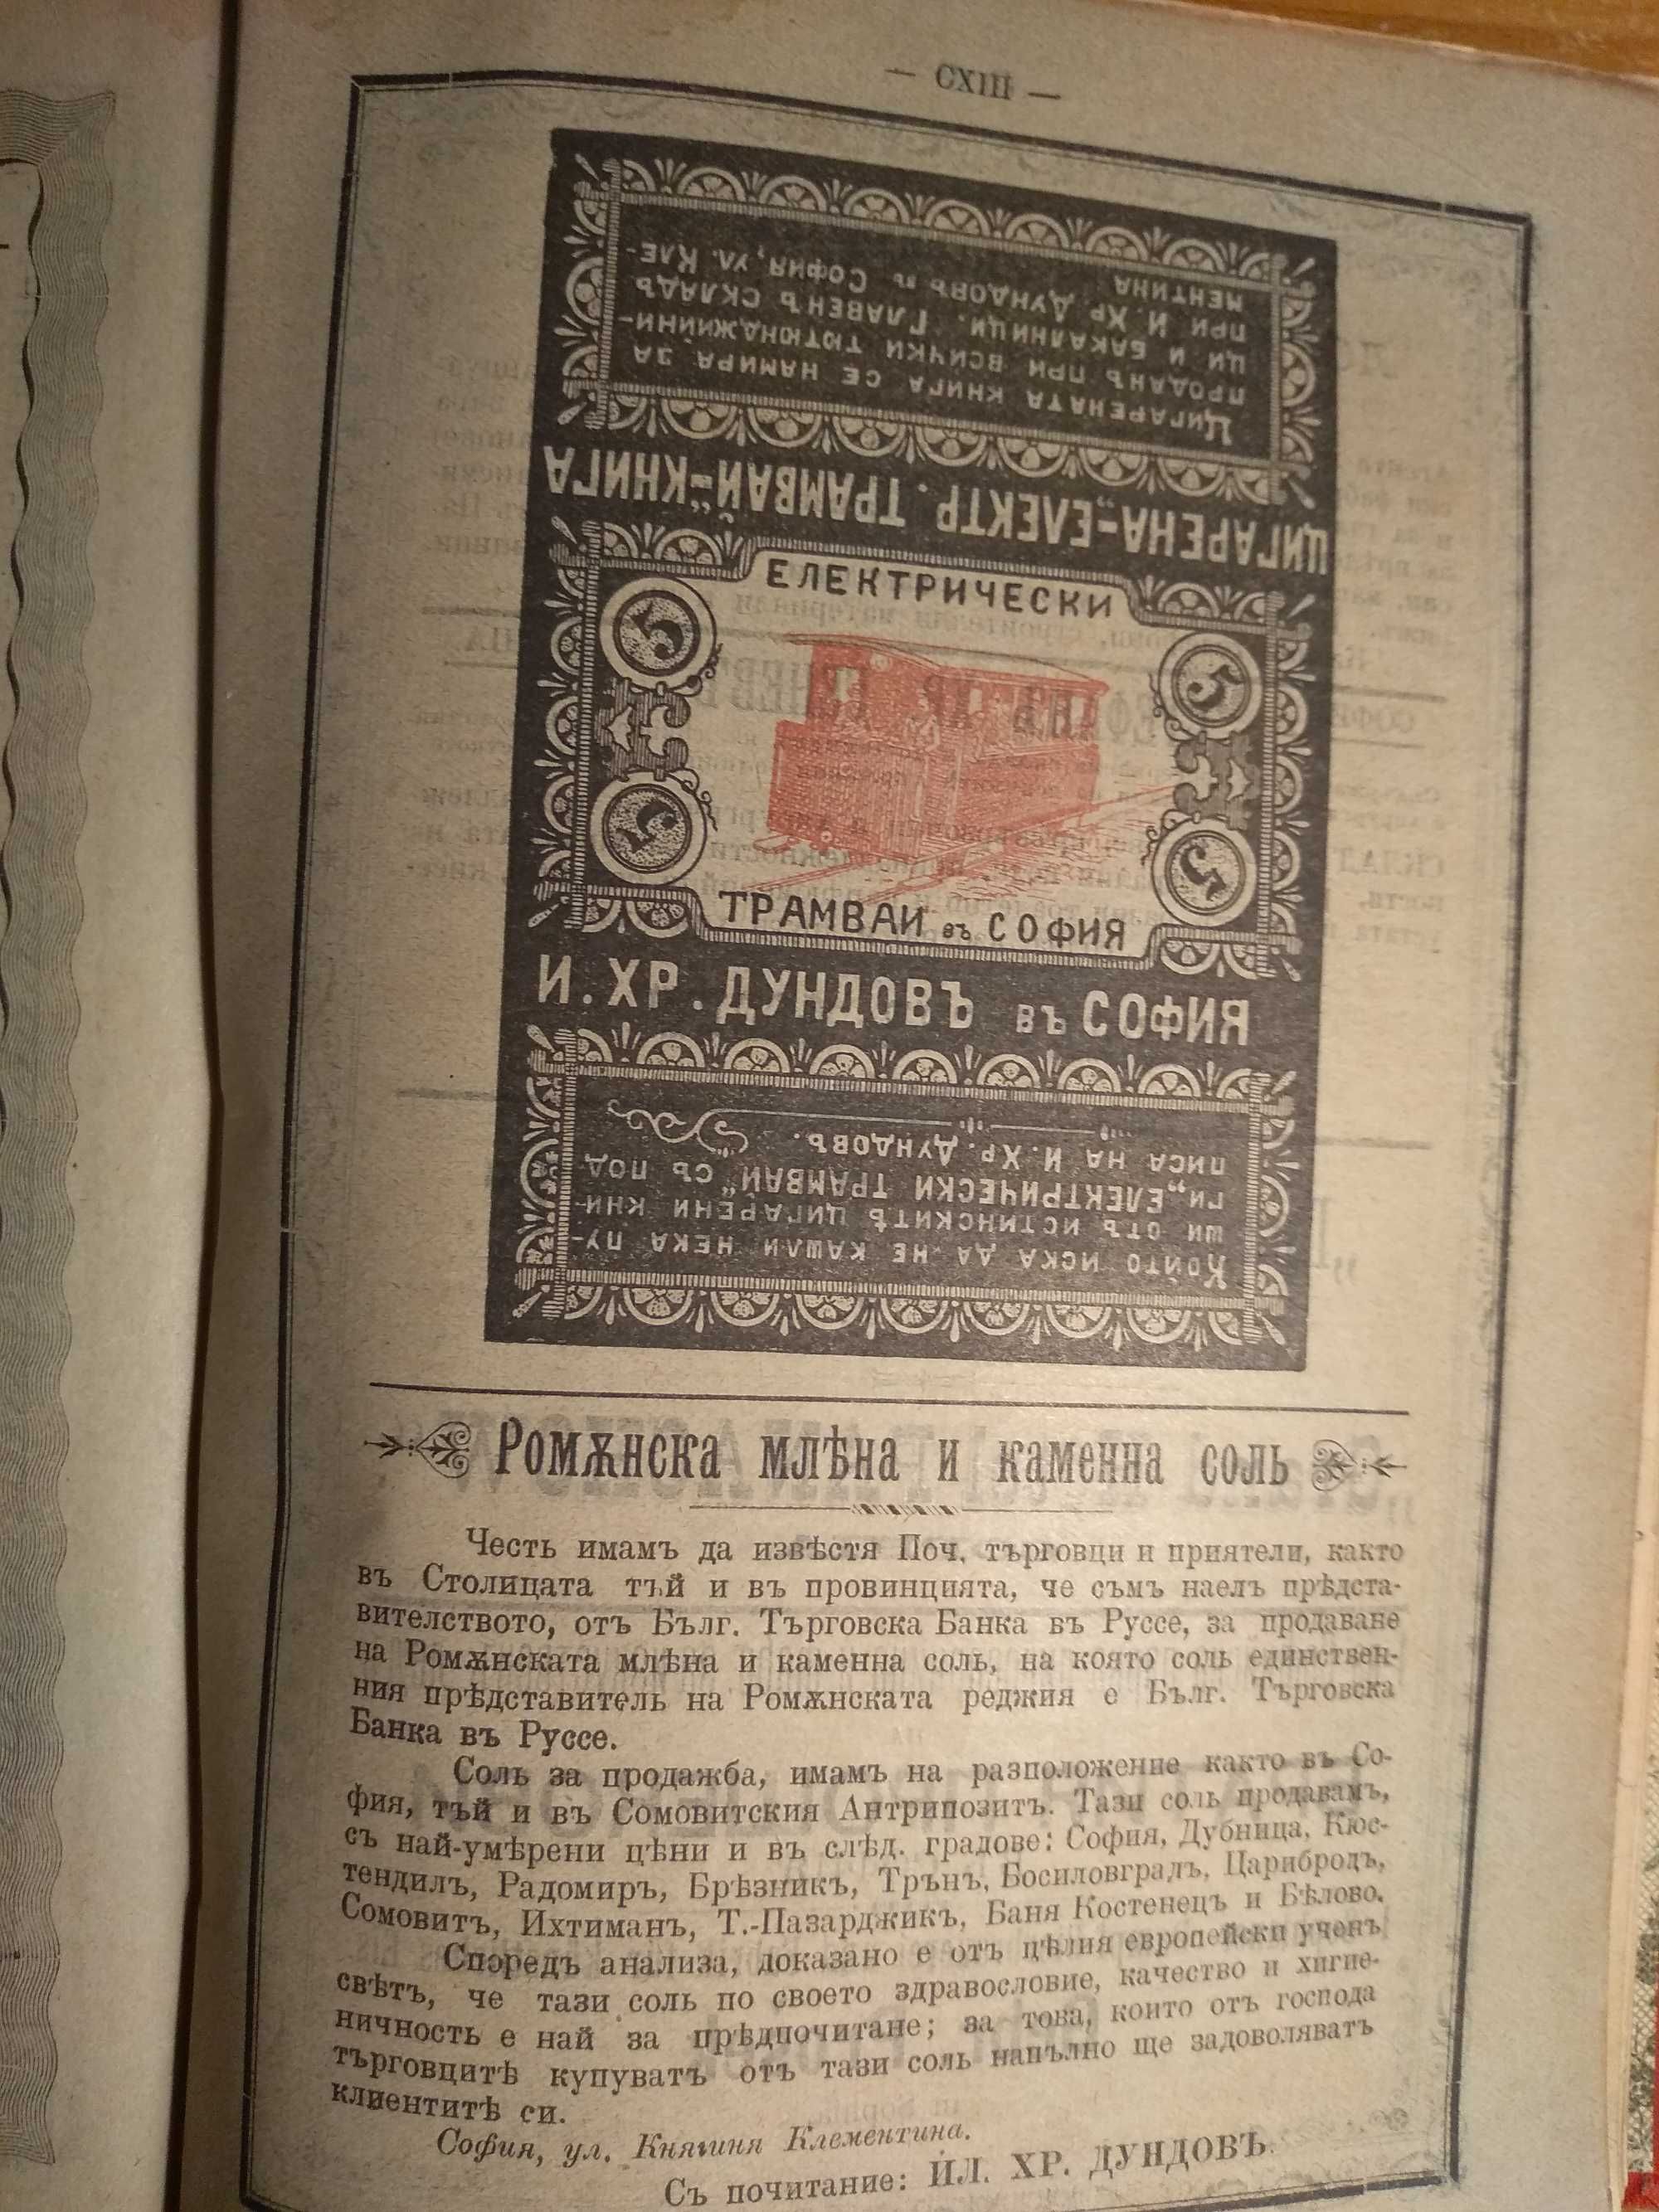 — CXIII —
Цигарената книга се намира за
проданъ при всички тютюнджийни-
ци и бакалници. Главенъ складъ
при И. Хр. Дундовъ въ София, ул. Кле-
ментина
ЦИГАРЕНА-„ЕЛЕКТР. ТРАМВАЙ“-КНИГА
ЕЛЕКТРИЧЕСКИ
5 5
5 5
ТРАМВАИ въ СОФИЯ
И. ХР. ДУНДОВЪ въ СОФИЯ
Който иска да не кашли нека пу-
ши отъ истинскитѣ цигарени кни-
ги „Електрически трамваи“ съ под
писа на И. Хр. Дундовъ.
Ромѫнска млѣна и каменна соль
Честь имамъ да извѣстя Поч. търговци и приятели, както
въ Столицата тъй и въ провинцията, че съмъ наелъ прѣдста-
вителството, отъ Бълг. Търговска Банка въ Руссе, за продаване
на Ромѫнската млѣна и каменна соль, на която соль единствен-
ния прѣдставитель на Ромѫнската реджия е Бълг. Търговска
Банка въ Руссе.
Соль за продажба, имамъ на разположение както въ Со-
фия, тъй и въ Сомовитския Антрипозитъ. Тази соль продавамъ,
съ най-умѣрени цѣни и въ слѣд. градове: София, Дубница, Кюс-
тендилъ, Радомиръ, Брѣзникъ, Трънъ, Босиловградъ, Царибродъ,
Сомовитъ, Ихтиманъ, Т.-Пазарджикъ, Баня Костенецъ и Бѣлово.
Споредъ анализа, доказано е отъ цѣлия европейски ученъ
свѣтъ, че тази соль по своето здравословие, качество и хигие-
ничность е най за прѣдпочитане; за това, които отъ господа
търговцитѣ купуватъ отъ тази соль напълно ще задоволяватъ
клиентитѣ си.
София, ул. Княгиня Клементина.
Съ почитание: ИЛ. ХР. ДУНДОВЪ.